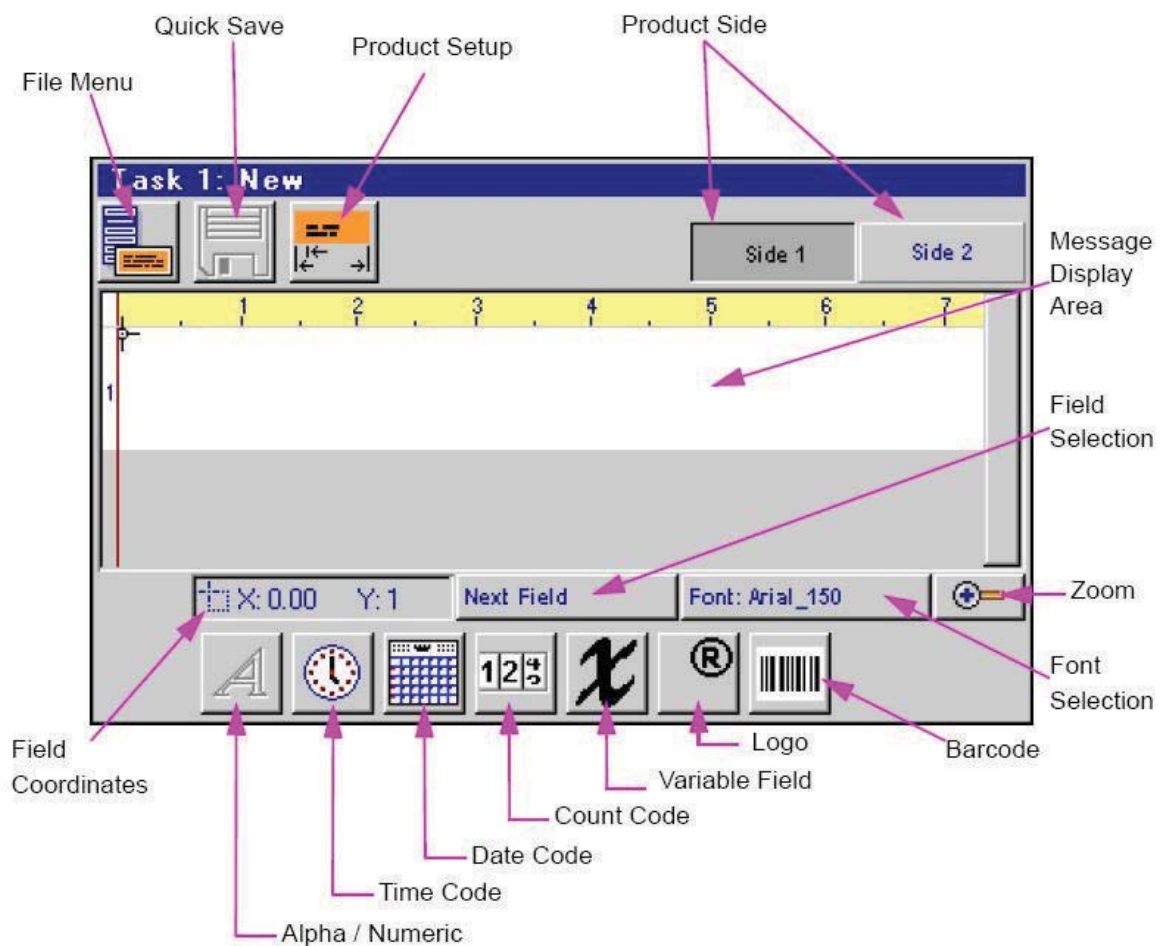 Quick Save
Product Setup
Product Side
File Menu
Task 1: New
Side 1
Side 2
Message
Display
Area
1 2 3 4 5 6 7
1
Field
Selection
X: 0.00 Y: 1
Next Field
Font: Arial_150
Zoom
A
1 2
x
®
Font
Selection
Field
Coordinates
Logo
Barcode
Variable Field
Count Code
Date Code
Time Code
Alpha / Numeric